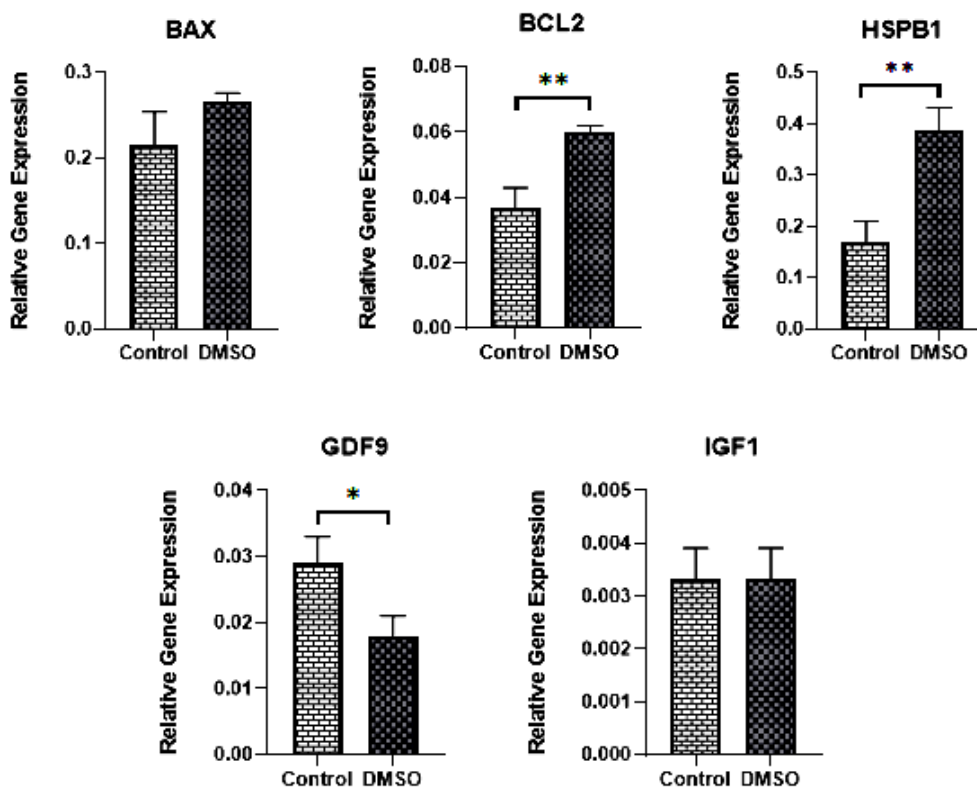 BAX
Relative Gene Expression
0.3
0.2
0.1
0.0
Control DMSO
BCL2
Relative Gene Expression
0.08
0.06
0.04
0.02
0.00
**
Control DMSO
HSPB1
Relative Gene Expression
0.5
0.4
0.3
0.2
0.1
0.0
**
Control DMSO
GDF9
Relative Gene Expression
0.04
0.03
0.02
0.01
0.00
*
Control DMSO
IGF1
Relative Gene Expression
0.005
0.004
0.003
0.002
0.001
0.000
Control DMSO